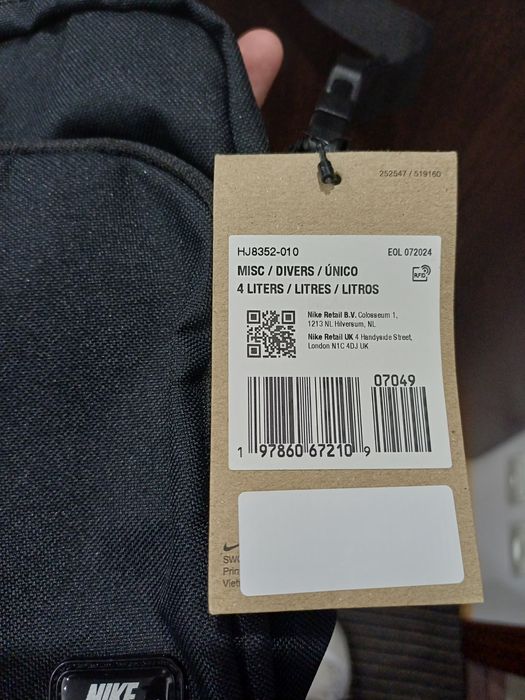 252547 / 519160
HJ8352-010 EOL 072024
MISC / DIVERS / ÚNICO
RFID
4 LITERS / LITRES / LITROS
Nike Retail B.V. Colosseum 1,
1213 NL Hilversum, NL
Nike Retail UK 4 Handyside Street,
London N1C 4DJ UK
07049
1 97860 67210 9
NIKE